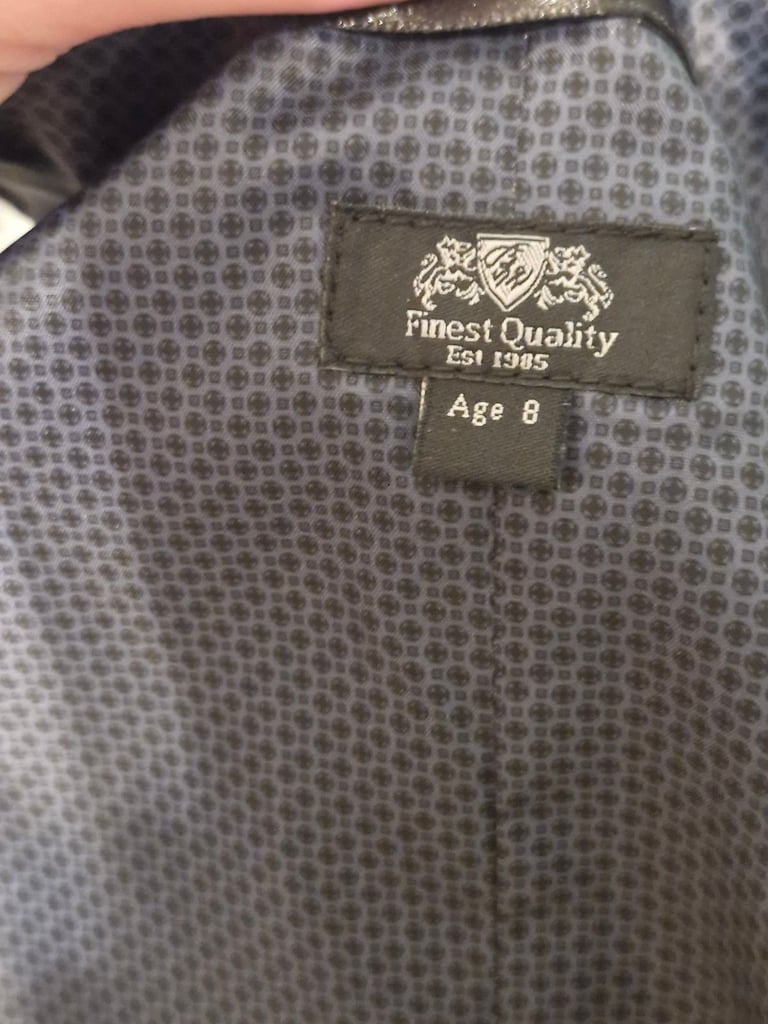 Finest Quality
Est 1985
Age 8